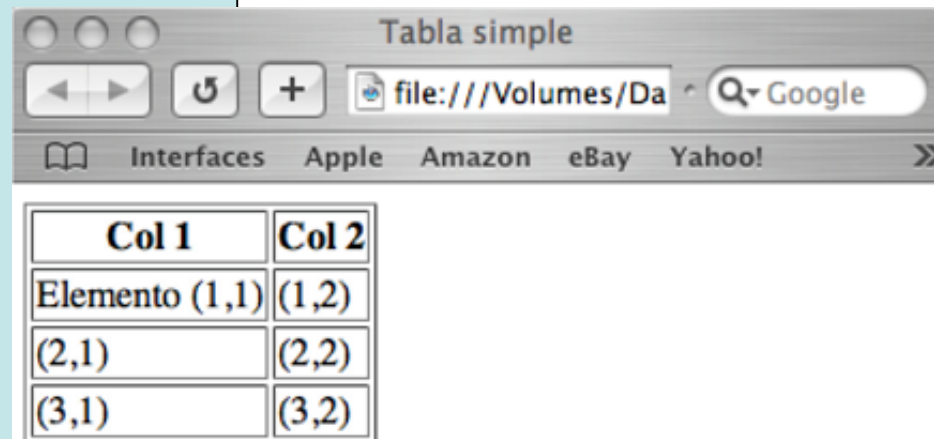 Tabla simple
file:///Volumes/Da Google
Interfaces Apple Amazon eBay Yahoo!
Col 1 Col 2
Elemento (1,1) (1,2)
(2,1) (2,2)
(3,1) (3,2)